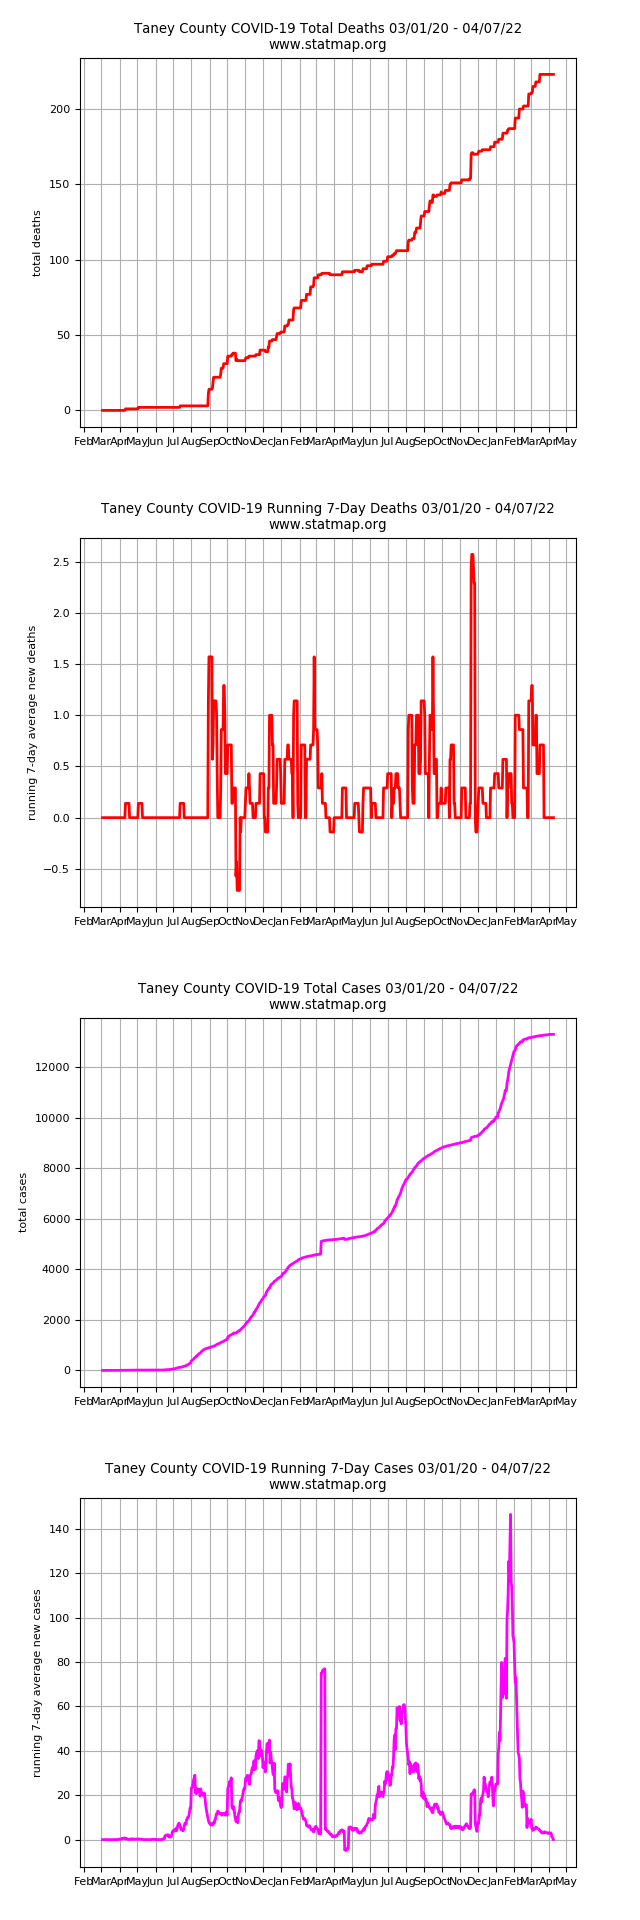 Taney County COVID-19 Total Deaths 03/01/20 - 04/07/22
www.statmap.org
total deaths
200
150
100
50
0
Feb Mar Apr May Jun Jul Aug Sep Oct Nov Dec Jan Feb Mar Apr May Jun Jul Aug Sep Oct Nov Dec Jan Feb Mar Apr May
Taney County COVID-19 Running 7-Day Deaths 03/01/20 - 04/07/22
www.statmap.org
running 7-day average new deaths
2.5
2.0
1.5
1.0
0.5
0.0
−0.5
Feb Mar Apr May Jun Jul Aug Sep Oct Nov Dec Jan Feb Mar Apr May Jun Jul Aug Sep Oct Nov Dec Jan Feb Mar Apr May
Taney County COVID-19 Total Cases 03/01/20 - 04/07/22
www.statmap.org
total cases
12000
10000
8000
6000
4000
2000
0
Feb Mar Apr May Jun Jul Aug Sep Oct Nov Dec Jan Feb Mar Apr May Jun Jul Aug Sep Oct Nov Dec Jan Feb Mar Apr May
Taney County COVID-19 Running 7-Day Cases 03/01/20 - 04/07/22
www.statmap.org
running 7-day average new cases
140
120
100
80
60
40
20
0
Feb Mar Apr May Jun Jul Aug Sep Oct Nov Dec Jan Feb Mar Apr May Jun Jul Aug Sep Oct Nov Dec Jan Feb Mar Apr May